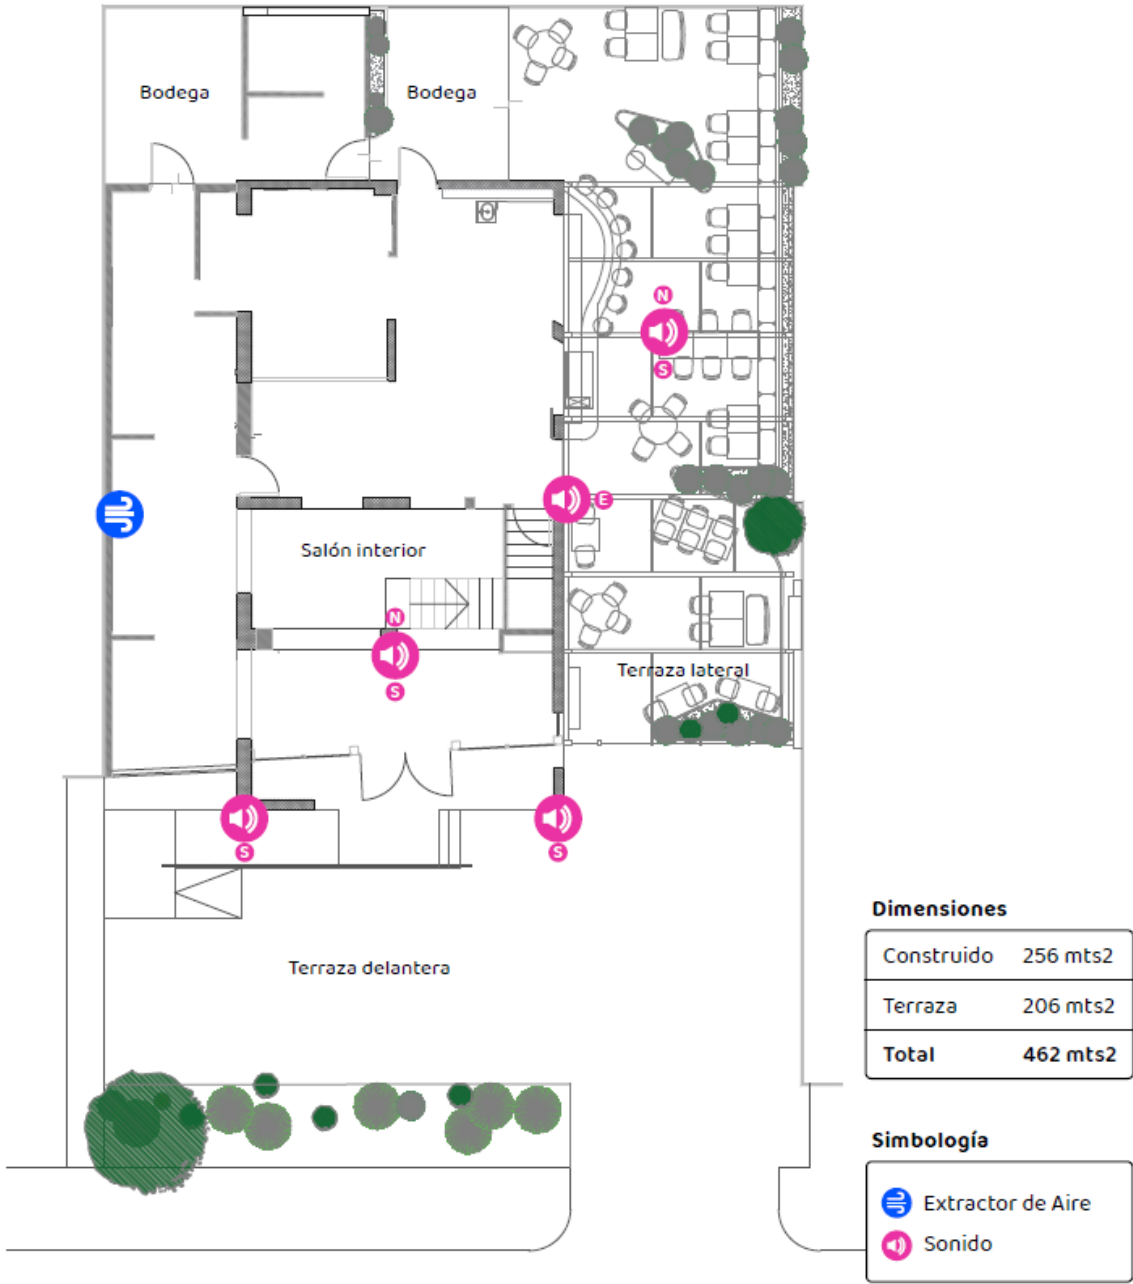 Bodega
Bodega
N
S
E
Salón interior
N
S
Terraza lateral
S
S
Terraza delantera
Dimensiones
Construido 256 mts2
Terraza 206 mts2
Total 462 mts2
Simbología
Extractor de Aire
Sonido